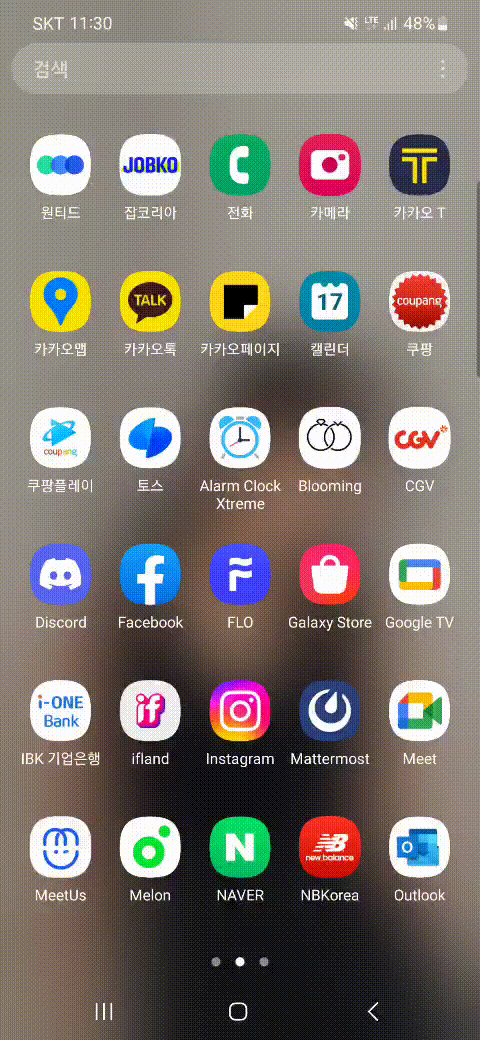 SKT 11:30
LTE
48%
검색
JOBKO
TALK
17
coupang
원티드 잡코리아 전화 카메라 카카오 T
카카오맵 카카오톡 카카오페이지 캘린더 쿠팡
coupang
CGV
쿠팡플레이 토스 Alarm Clock Xtreme Blooming CGV
Discord Facebook FLO Galaxy Store Google TV
i-ONE Bank
if
IBK 기업은행 ifland Instagram Mattermost Meet
N
NB
new balance
MeetUs Melon NAVER NBKorea Outlook